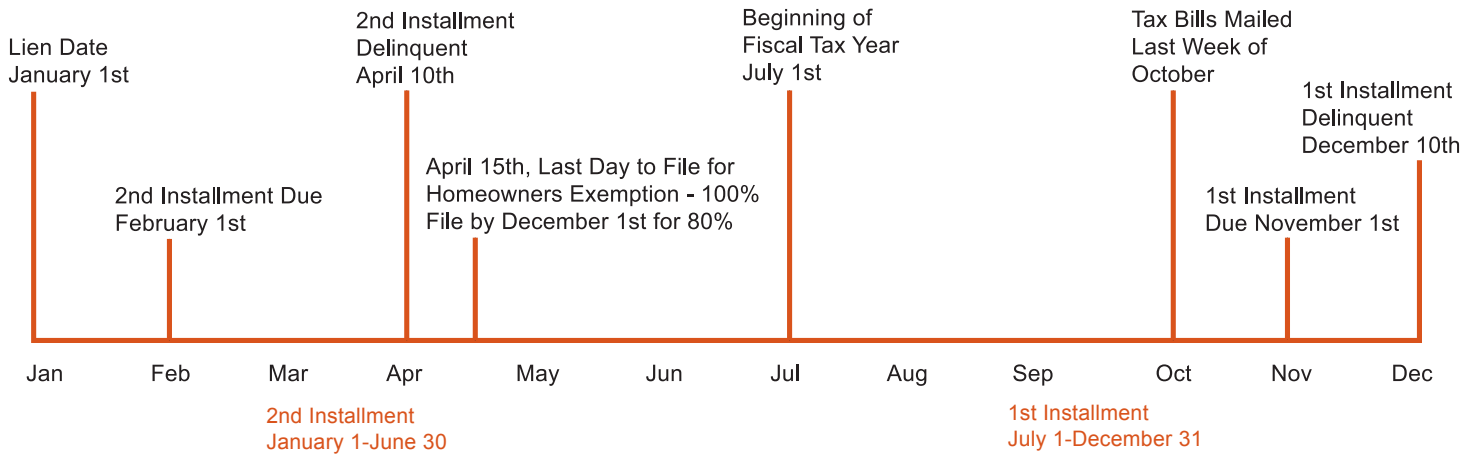 Lien Date
January 1st
2nd Installment Due
February 1st
2nd Installment
Delinquent
April 10th
April 15th, Last Day to File for
Homeowners Exemption - 100%
File by December 1st for 80%
Beginning of
Fiscal Tax Year
July 1st
Tax Bills Mailed
Last Week of
October
1st Installment
Due November 1st
1st Installment
Delinquent
December 10th
Jan Feb Mar Apr May Jun Jul Aug Sep Oct Nov Dec
2nd Installment
January 1-June 30
1st Installment
July 1-December 31